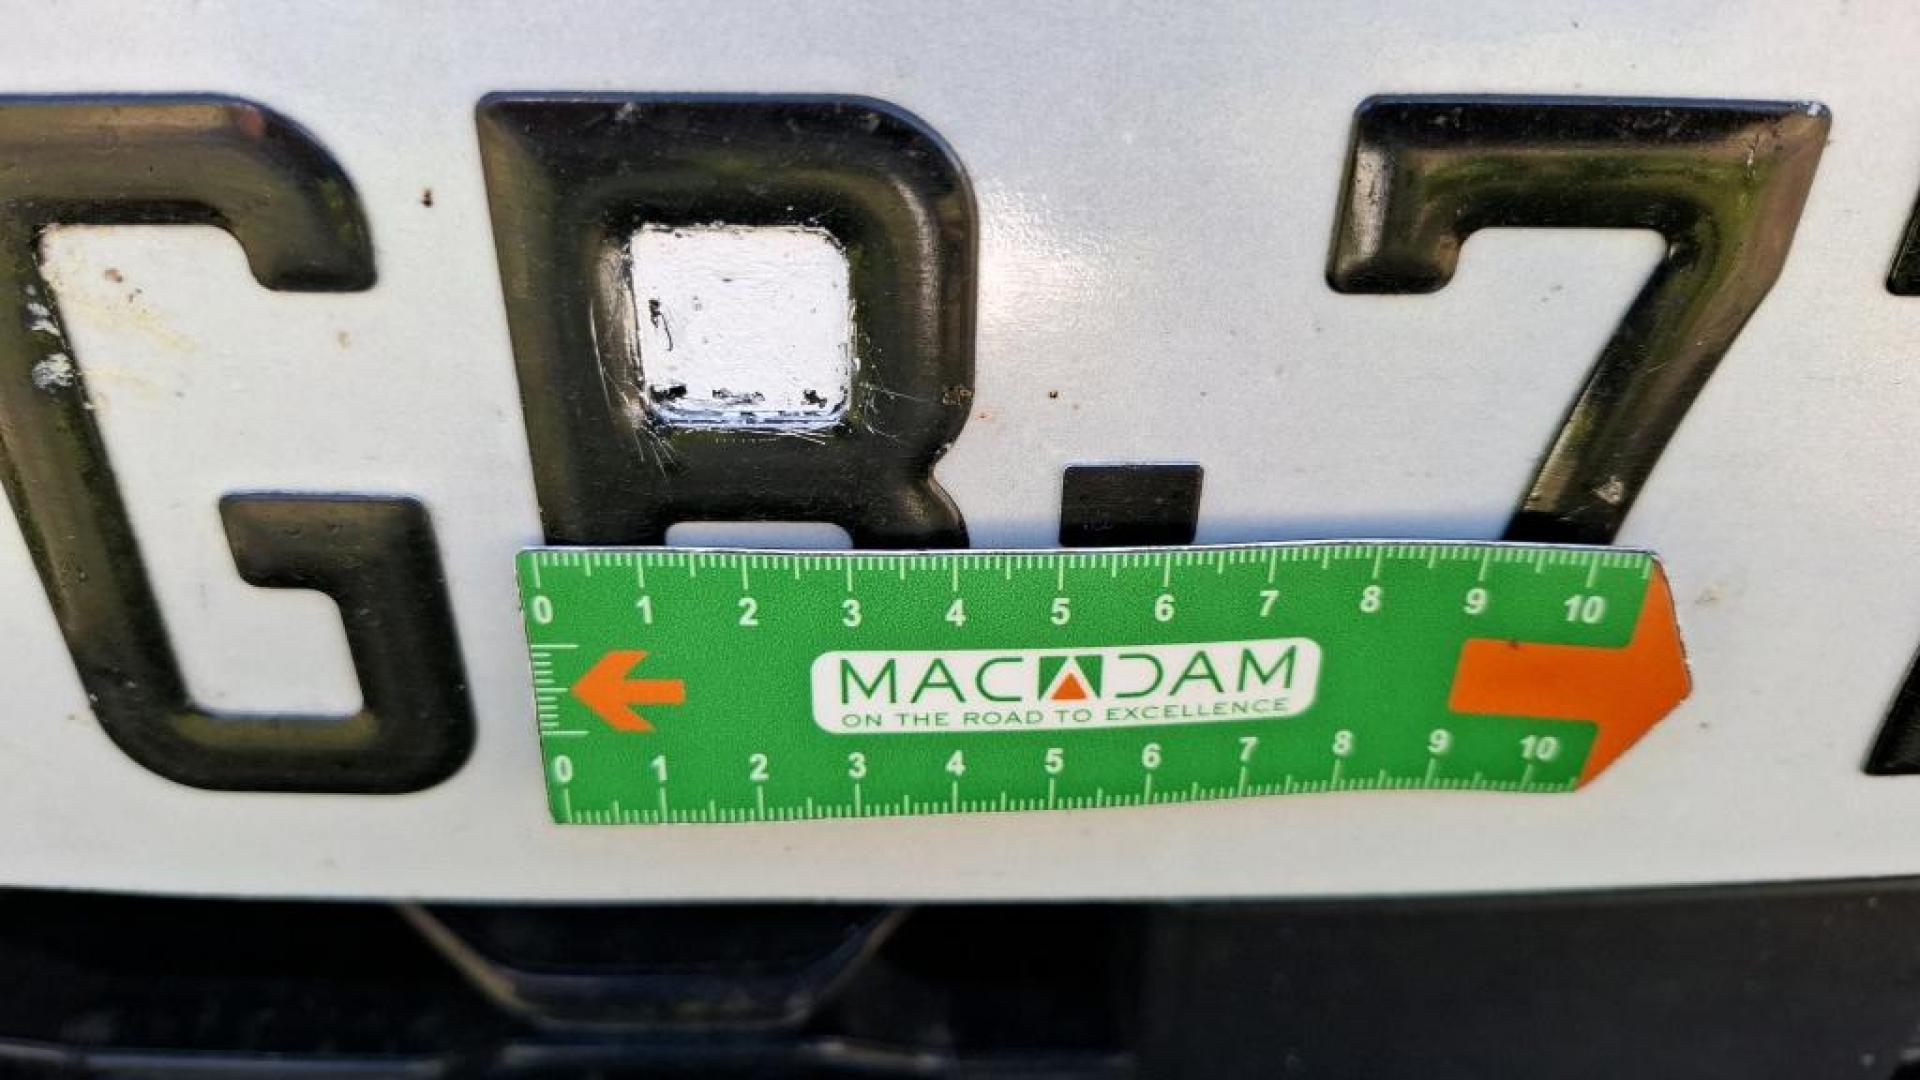 GR.7
0 1 2 3 4 5 6 7 8 9 10
MACADAM
ON THE ROAD TO EXCELLENCE
0 1 2 3 4 5 6 7 8 9 10